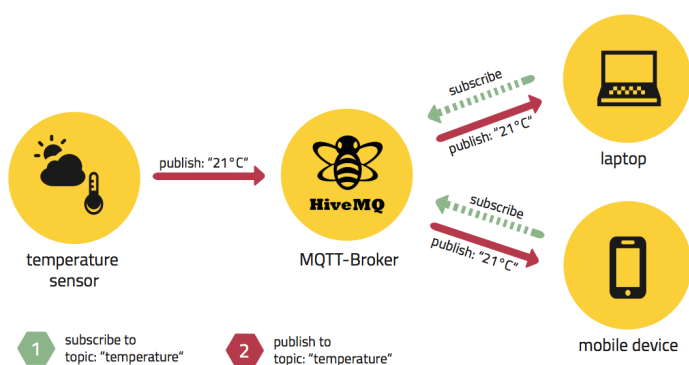 subscribe
publish: "21°C"
laptop
publish: "21°C"
HiveMQ
temperature
sensor
MQTT-Broker
subscribe
publish: "21°C"
mobile device
1
subscribe to
topic: "temperature"
2
publish to
topic: "temperature"